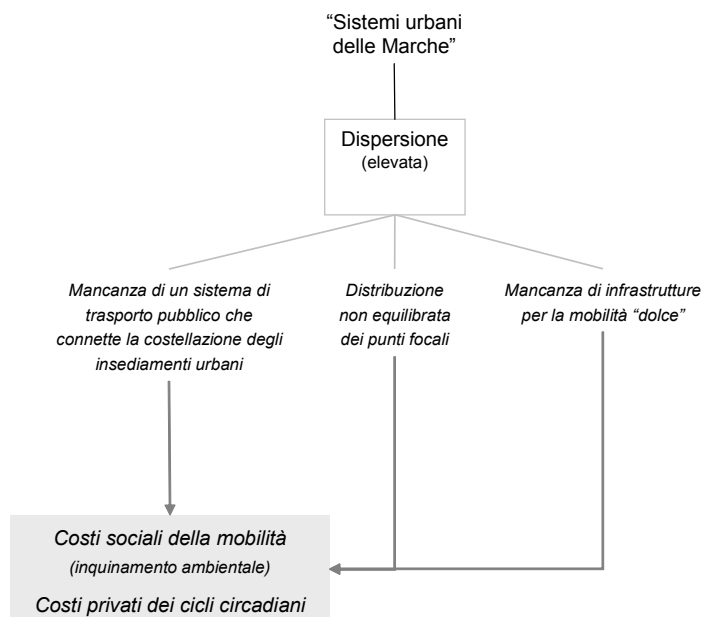 “Sistemi urbani
delle Marche”
Dispersione
(elevata)
Mancanza di un sistema di
trasporto pubblico che
connette la costellazione degli
insediamenti urbani
Distribuzione
non equilibrata
dei punti focali
Mancanza di infrastrutture
per la mobilità “dolce”
Costi sociali della mobilità
(inquinamento ambientale)
Costi privati dei cicli circadiani